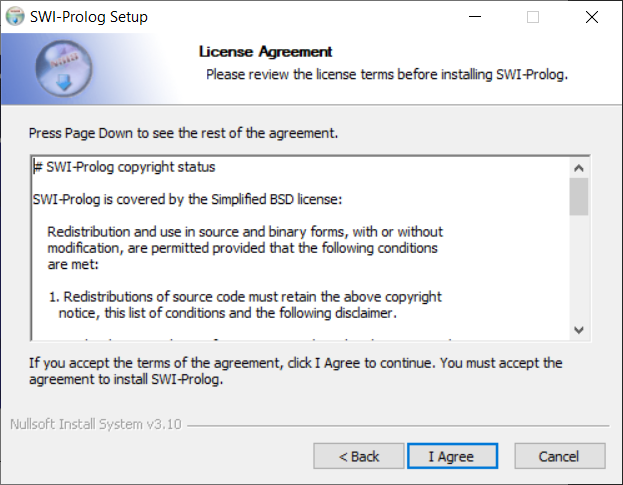 SWI-Prolog Setup
License Agreement
Please review the license terms before installing SWI-Prolog.
Press Page Down to see the rest of the agreement.
# SWI-Prolog copyright status
SWI-Prolog is covered by the Simplified BSD license:
Redistribution and use in source and binary forms, with or without
modification, are permitted provided that the following conditions
are met:
1. Redistributions of source code must retain the above copyright
notice, this list of conditions and the following disclaimer.
If you accept the terms of the agreement, click I Agree to continue. You must accept the
agreement to install SWI-Prolog.
Nullsoft Install System v3.10
< Back
I Agree
Cancel